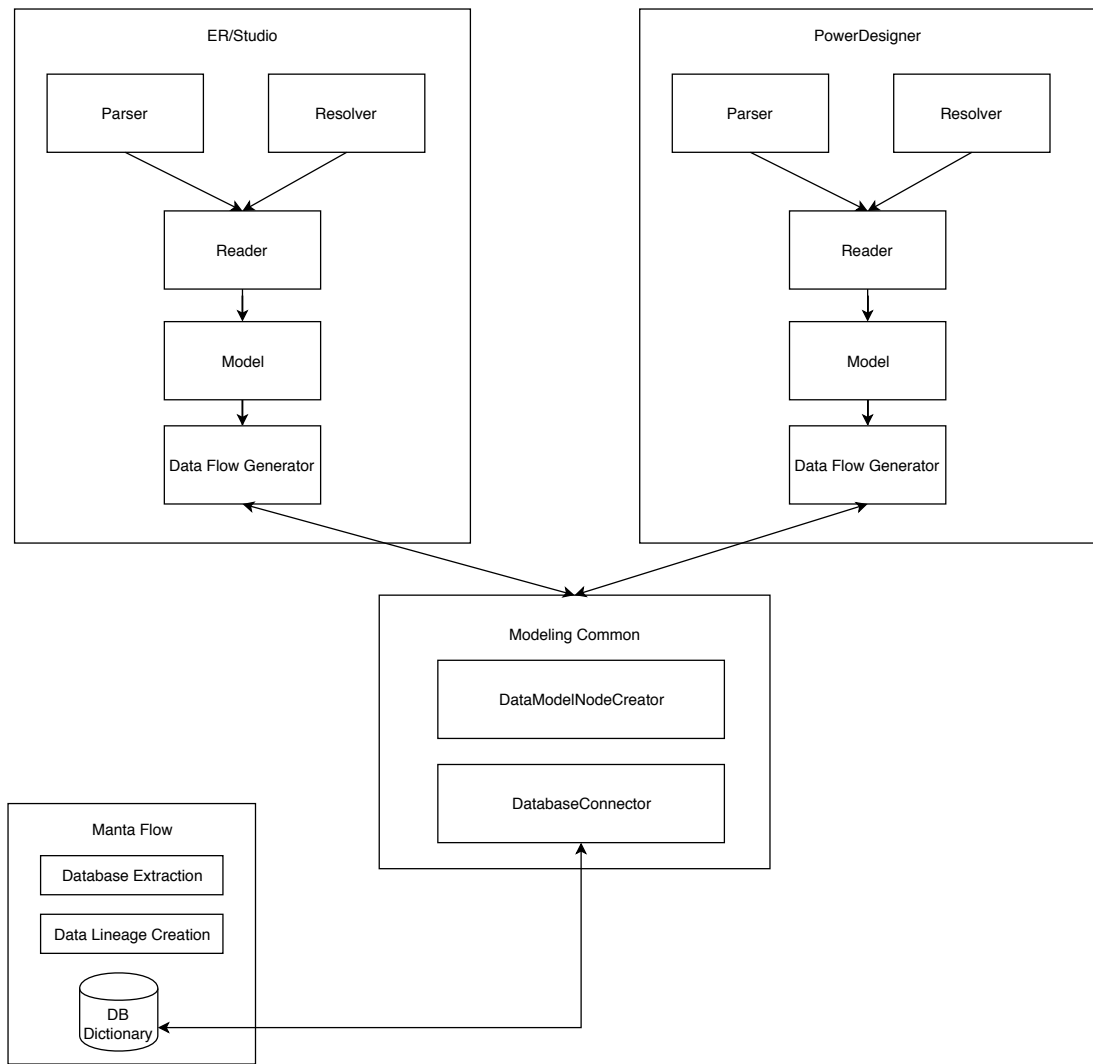 ER/Studio
Parser
Resolver
Reader
Model
Data Flow Generator
PowerDesigner
Parser
Resolver
Reader
Model
Data Flow Generator
Modeling Common
DataModelNodeCreator
DatabaseConnector
Manta Flow
Database Extraction
Data Lineage Creation
DB
Dictionary